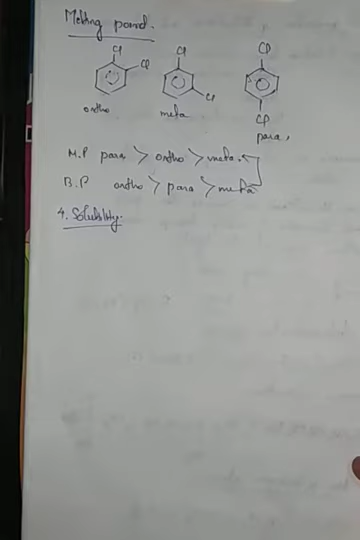 Melting point.
Cl Cl Cl
Cl Cl Cl
ortho meta para,
M.P para > ortho > meta.
B.P ortho > para > meta
4. Solubility.